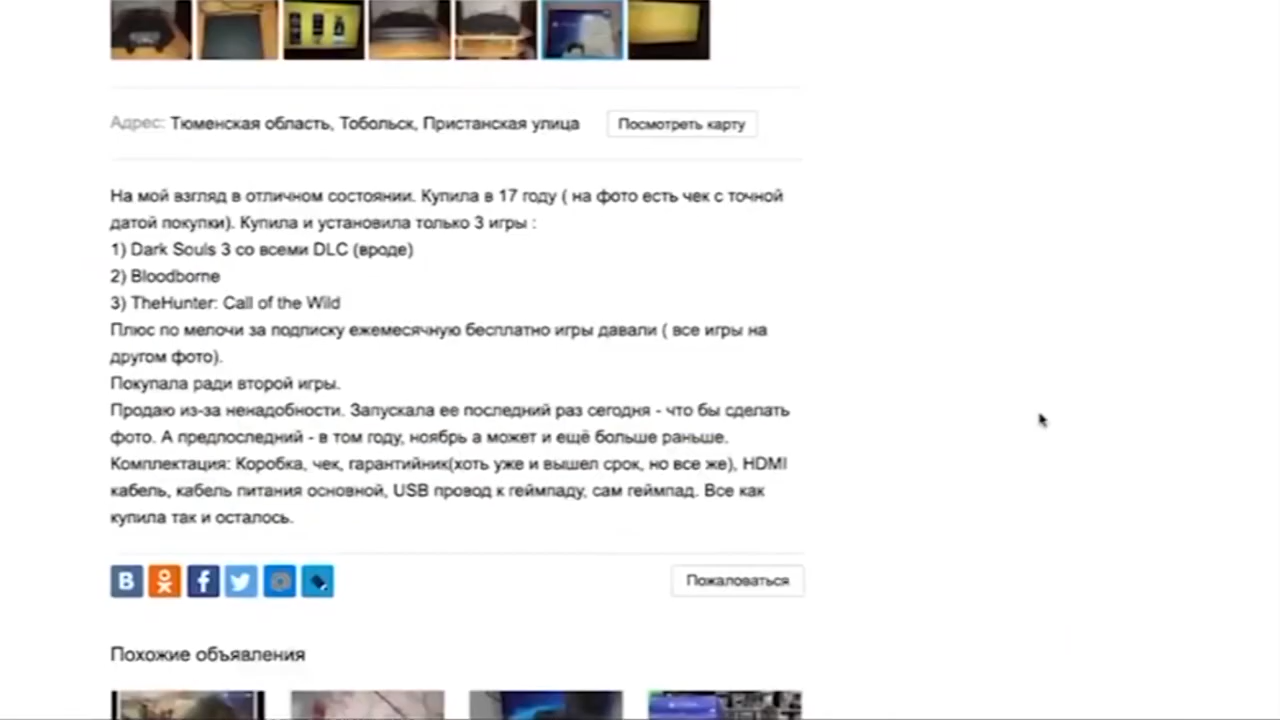 Адрес: Тюменская область, Тобольск, Пристанская улица
Посмотреть карту
На мой взгляд в отличном состоянии. Купила в 17 году ( на фото есть чек с точной
датой покупки). Купила и установила только 3 игры :
1) Dark Souls 3 со всеми DLC (вроде)
2) Bloodborne
3) TheHunter: Call of the Wild
Плюс по мелочи за подписку ежемесячную бесплатно игры давали ( все игры на
другом фото).
Покупала ради второй игры.
Продаю из-за ненадобности. Запускала ее последний раз сегодня - что бы сделать
фото. А предпоследний - в том году, ноябрь а может и ещё больше раньше.
Комплектация: Коробка, чек, гарантийник(хоть уже и вышел срок, но все же), HDMI
кабель, кабель питания основной, USB провод к геймпаду, сам геймпад. Все как
купила так и осталось.
Пожаловаться
Похожие объявления